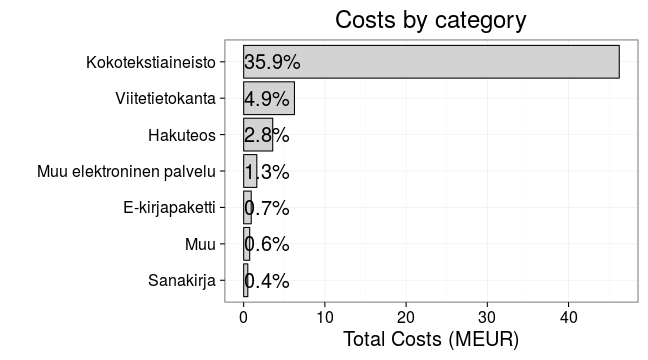 Costs by category
Kokotekstiaineisto 35.9%
Viitetietokanta 4.9%
Hakuteos 2.8%
Muu elektroninen palvelu 1.3%
E-kirjapaketti 0.7%
Muu 0.6%
Sanakirja 0.4%
0 10 20 30 40
Total Costs (MEUR)